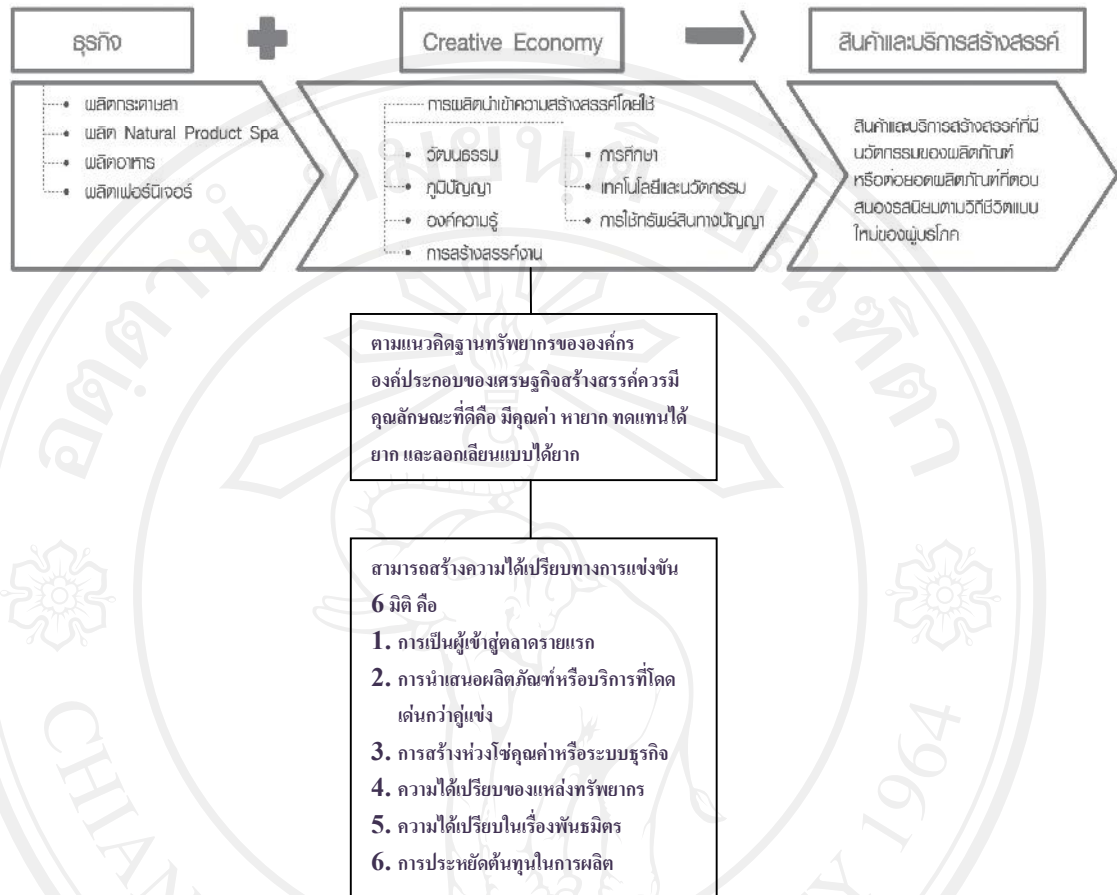 ธุรกิจ
Creative Economy
สินค้าและบริการสร้างสรรค์
ผลิตกระดาษสา
ผลิต Natural Product Spa
ผลิตอาหาร
ผลิตเฟอร์นิเจอร์
การผลิตนำเข้าความสร้างสรรค์โดยใช้
วัฒนธรรม
ภูมิปัญญา
องค์ความรู้
การสร้างสรรค์งาน
การศึกษา
เทคโนโลยีและนวัตกรรม
การใช้ทรัพย์สินทางปัญญา
สินค้าและบริการสร้างสรรค์ที่มี
นวัตกรรมของผลิตภัณฑ์
หรือต่อยอดผลิตภัณฑ์ที่ตอบ
สนองรสนิยมตามวิถีชีวิตแบบ
ใหม่ของผู้บริโภค
ตามแนวคิดฐานทรัพยากรขององค์กร
องค์ประกอบของเศรษฐกิจสร้างสรรค์ควรมี
คุณลักษณะที่ดีคือ มีคุณค่า หายาก ทดแทนได้
ยาก และลอกเลียนแบบได้ยาก
สามารถสร้างความได้เปรียบทางการแข่งขัน
6 มิติ คือ
1. การเป็นผู้เข้าสู่ตลาดรายแรก
2. การนำเสนอผลิตภัณฑ์หรือบริการที่โดด
เด่นกว่าคู่แข่ง
3. การสร้างห่วงโซ่คุณค่าหรือระบบธุรกิจ
4. ความได้เปรียบของแหล่งทรัพยากร
5. ความได้เปรียบในเรื่องพันธมิตร
6. การประหยัดต้นทุนในการผลิต
อตฺตานํ ทมยนฺติ ปณฺฑิตา
1964